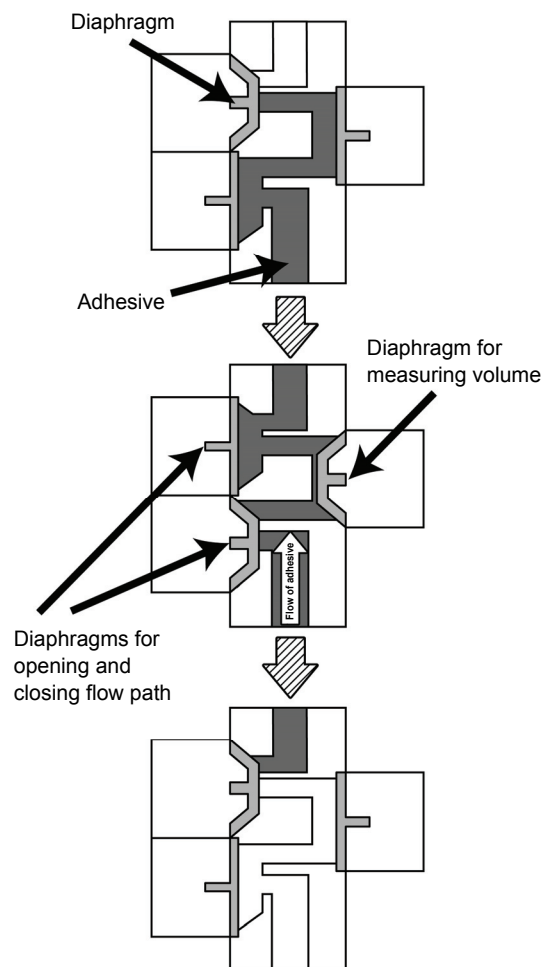 Diaphragm
Adhesive
Diaphragm for
measuring volume
Flow of adhesive
Diaphragms for
opening and
closing flow path